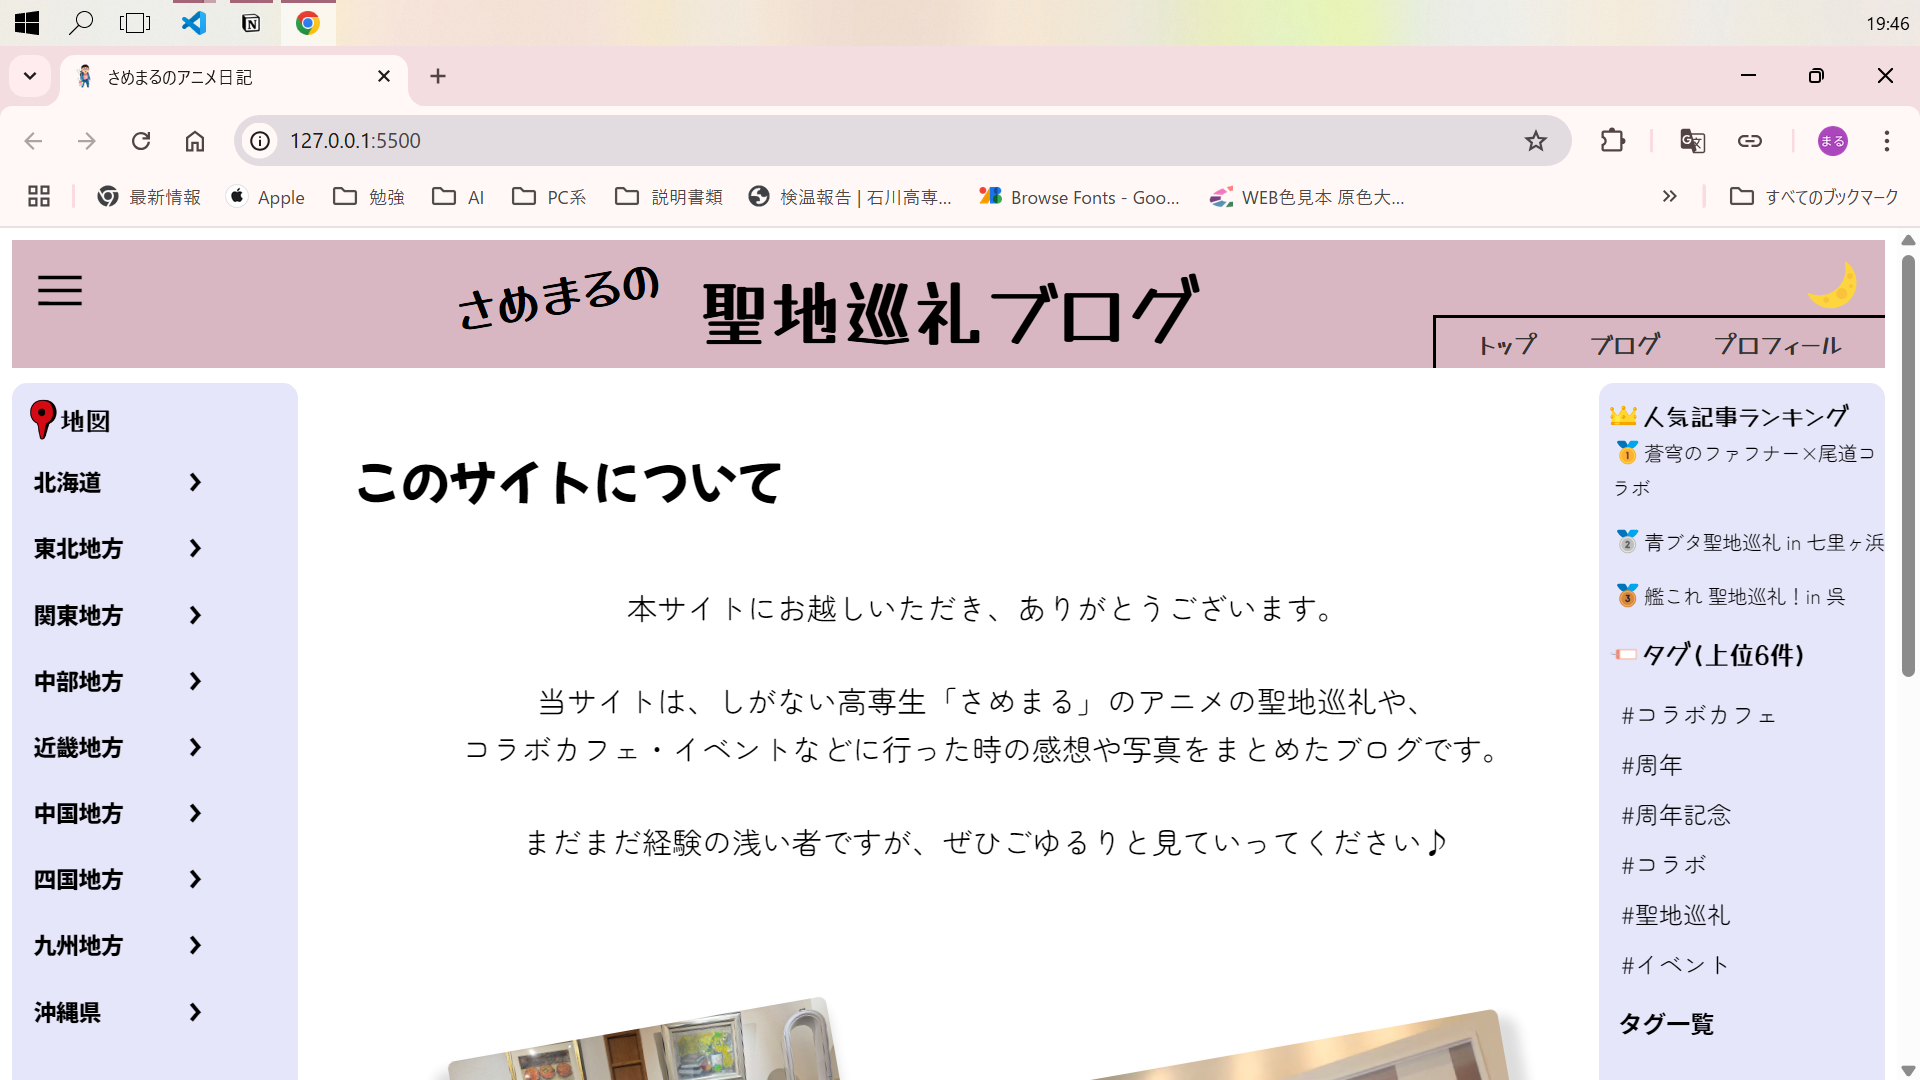 19:46
さめまるのアニメ日記
127.0.0.1:5500
まる
最新情報
Apple
勉強
AI
PC系
説明書類
検温報告 | 石川高専...
Browse Fonts - Goo...
WEB色見本 原色大...
すべてのブックマーク
さめまるの 聖地巡礼ブログ
トップ
ブログ
プロフィール
地図
北海道
東北地方
関東地方
中部地方
近畿地方
中国地方
四国地方
九州地方
沖縄県
このサイトについて
本サイトにお越しいただき、ありがとうございます。
当サイトは、しがない高専生「さめまる」のアニメの聖地巡礼や、
コラボカフェ・イベントなどに行った時の感想や写真をまとめたブログです。
まだまだ経験の浅い者ですが、ぜひごゆるりと見ていってください♪
人気記事ランキング
🥇蒼穹のファフナー×尾道コ
ラボ
🥈青ブタ聖地巡礼 in 七里ヶ浜
🥉艦これ 聖地巡礼！in 呉
タグ(上位6件)
#コラボカフェ
#周年
#周年記念
#コラボ
#聖地巡礼
#イベント
タグ一覧